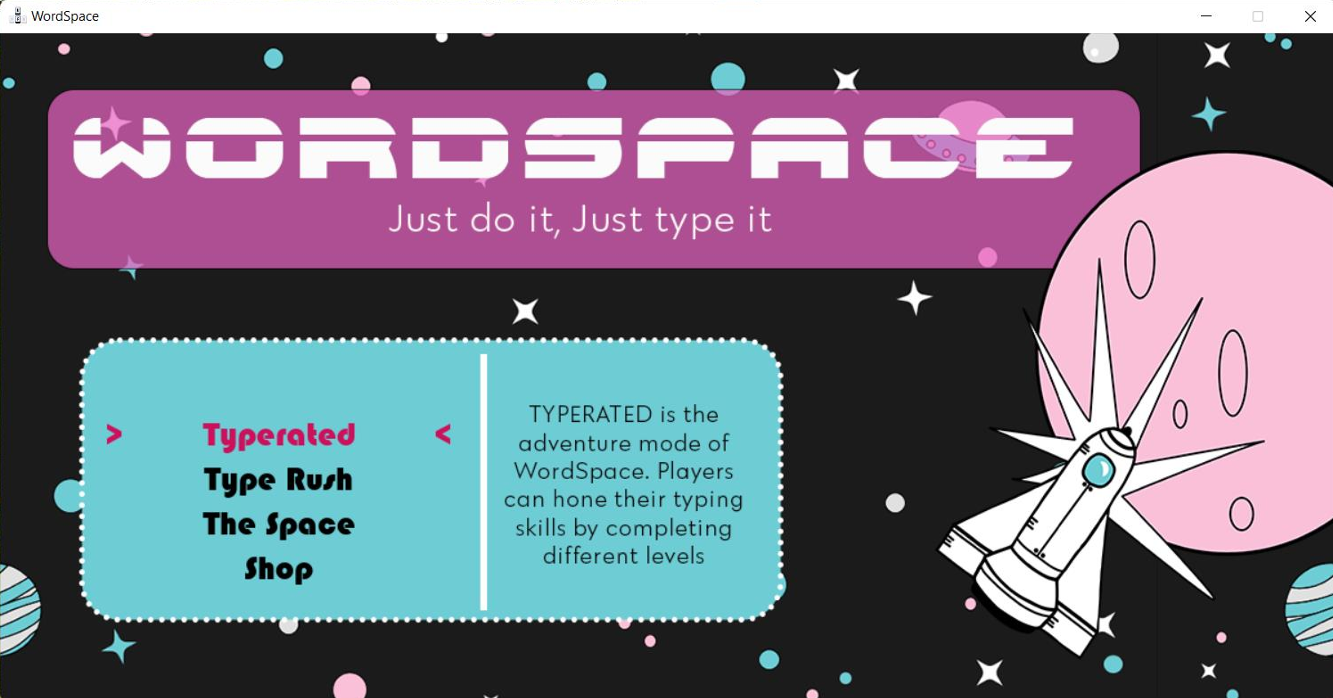 WordSpace
WORDSPACE
Just do it, Just type it
> Typerated <
Type Rush
The Space
Shop
TYPERATED is the
adventure mode of
WordSpace. Players
can hone their typing
skills by completing
different levels